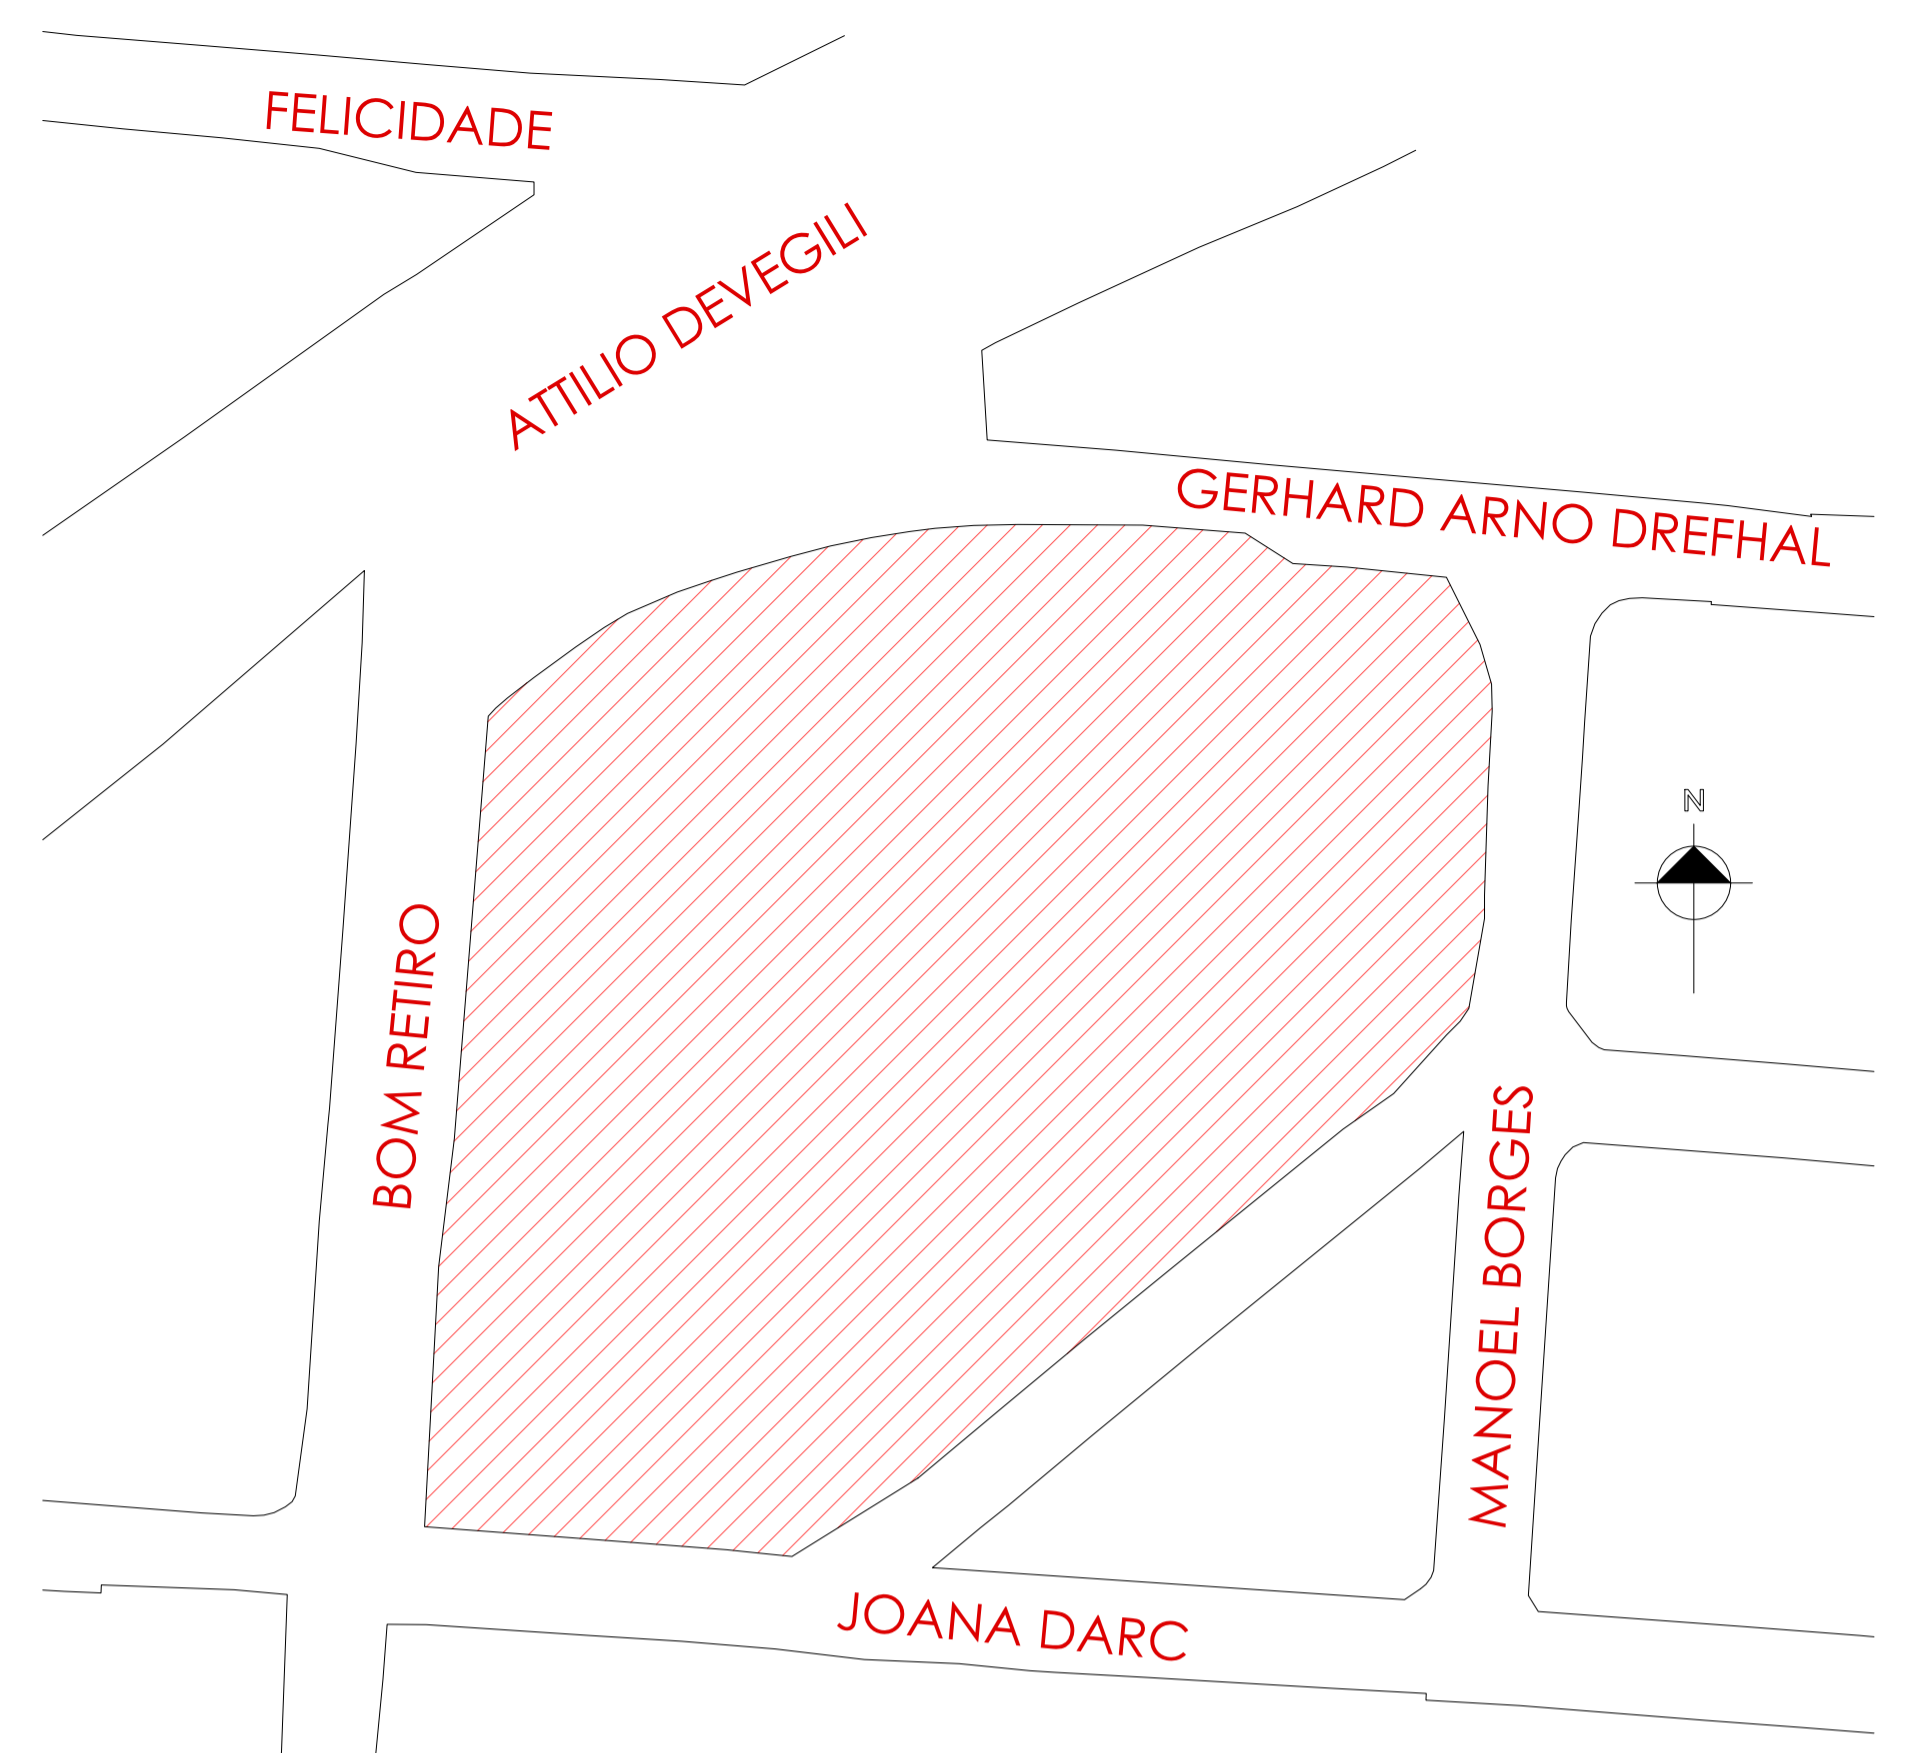 FELICIDADE
ATTILIO DEVEGILI
GERHARD ARNO DREFHAL
N
BOM RETIRO
MANOEL BORGES
JOANA DARC